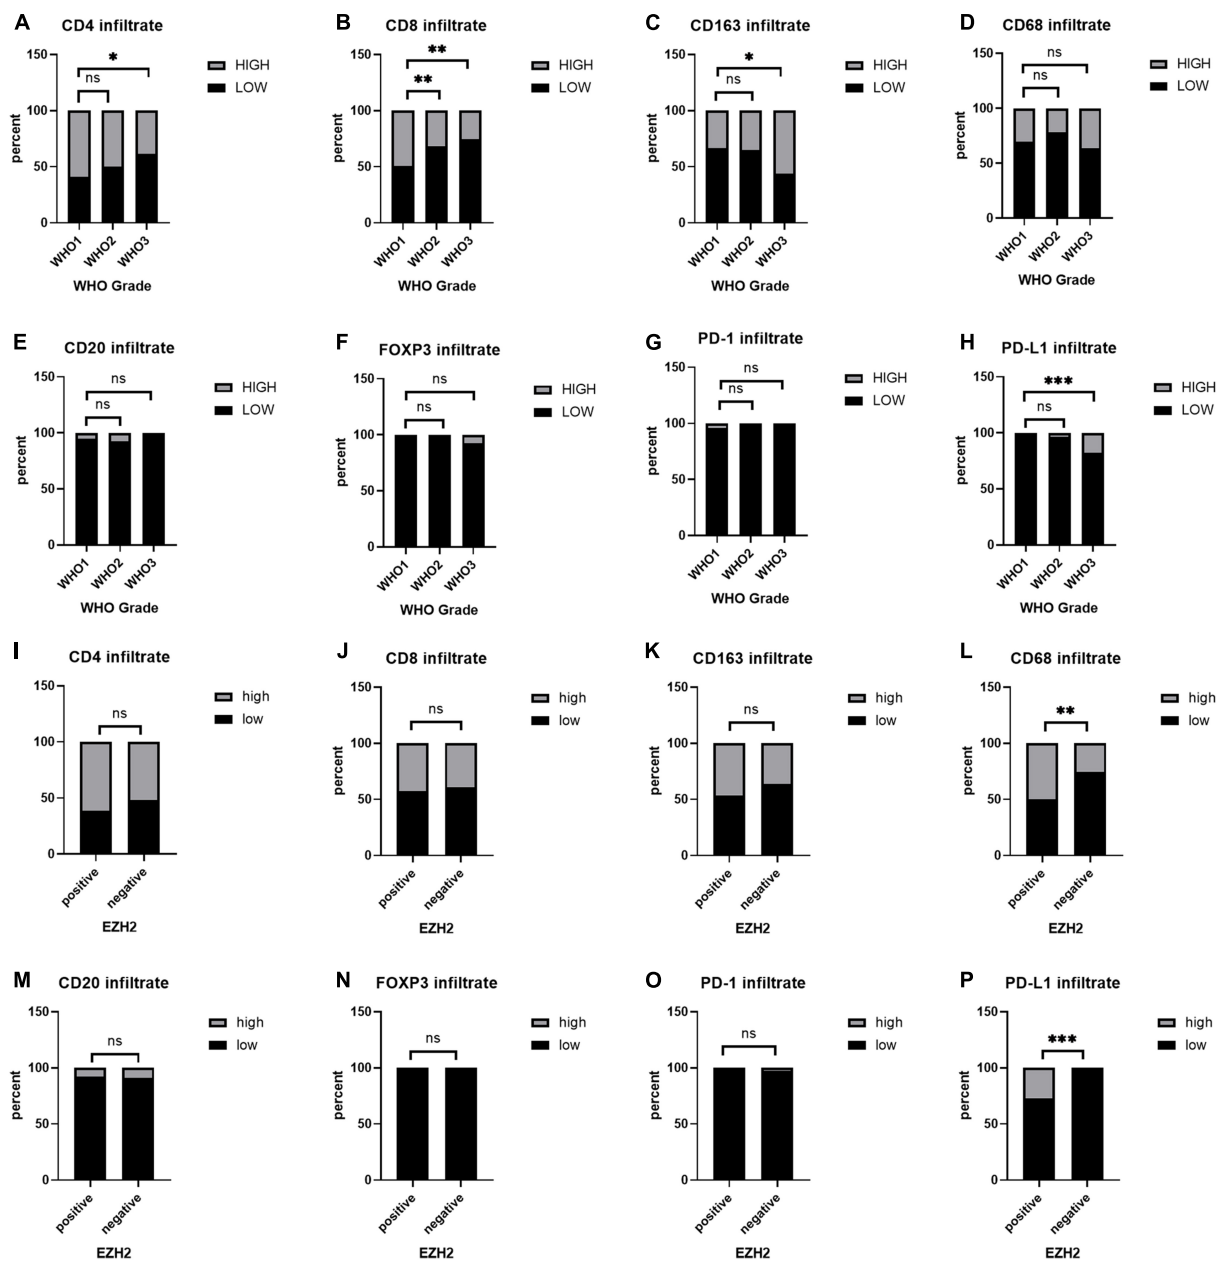 A
CD4 infiltrate
150
100
50
0
percent
ns
*
HIGH
LOW
WHO1
WHO2
WHO3
WHO Grade
B
CD8 infiltrate
150
100
50
0
percent
**
**
HIGH
LOW
WHO1
WHO2
WHO3
WHO Grade
C
CD163 infiltrate
150
100
50
0
percent
ns
*
HIGH
LOW
WHO1
WHO2
WHO3
WHO Grade
D
CD68 infiltrate
150
100
50
0
percent
ns
ns
HIGH
LOW
WHO1
WHO2
WHO3
WHO Grade
E
CD20 infiltrate
150
100
50
0
percent
ns
ns
HIGH
LOW
WHO1
WHO2
WHO3
WHO Grade
F
FOXP3 infiltrate
150
100
50
0
percent
ns
ns
HIGH
LOW
WHO1
WHO2
WHO3
WHO Grade
G
PD-1 infiltrate
150
100
50
0
percent
ns
ns
HIGH
LOW
WHO1
WHO2
WHO3
WHO Grade
H
PD-L1 infiltrate
150
100
50
0
percent
***
ns
HIGH
LOW
WHO1
WHO2
WHO3
WHO Grade
I
CD4 infiltrate
150
100
50
0
percent
ns
high
low
positive
negative
EZH2
J
CD8 infiltrate
150
100
50
0
percent
ns
high
low
positive
negative
EZH2
K
CD163 infiltrate
150
100
50
0
percent
ns
high
low
positive
negative
EZH2
L
CD68 infiltrate
150
100
50
0
percent
**
high
low
positive
negative
EZH2
M
CD20 infiltrate
150
100
50
0
percent
ns
high
low
positive
negative
EZH2
N
FOXP3 infiltrate
150
100
50
0
percent
ns
high
low
positive
negative
EZH2
O
PD-1 infiltrate
150
100
50
0
percent
ns
high
low
positive
negative
EZH2
P
PD-L1 infiltrate
150
100
50
0
percent
***
high
low
positive
negative
EZH2